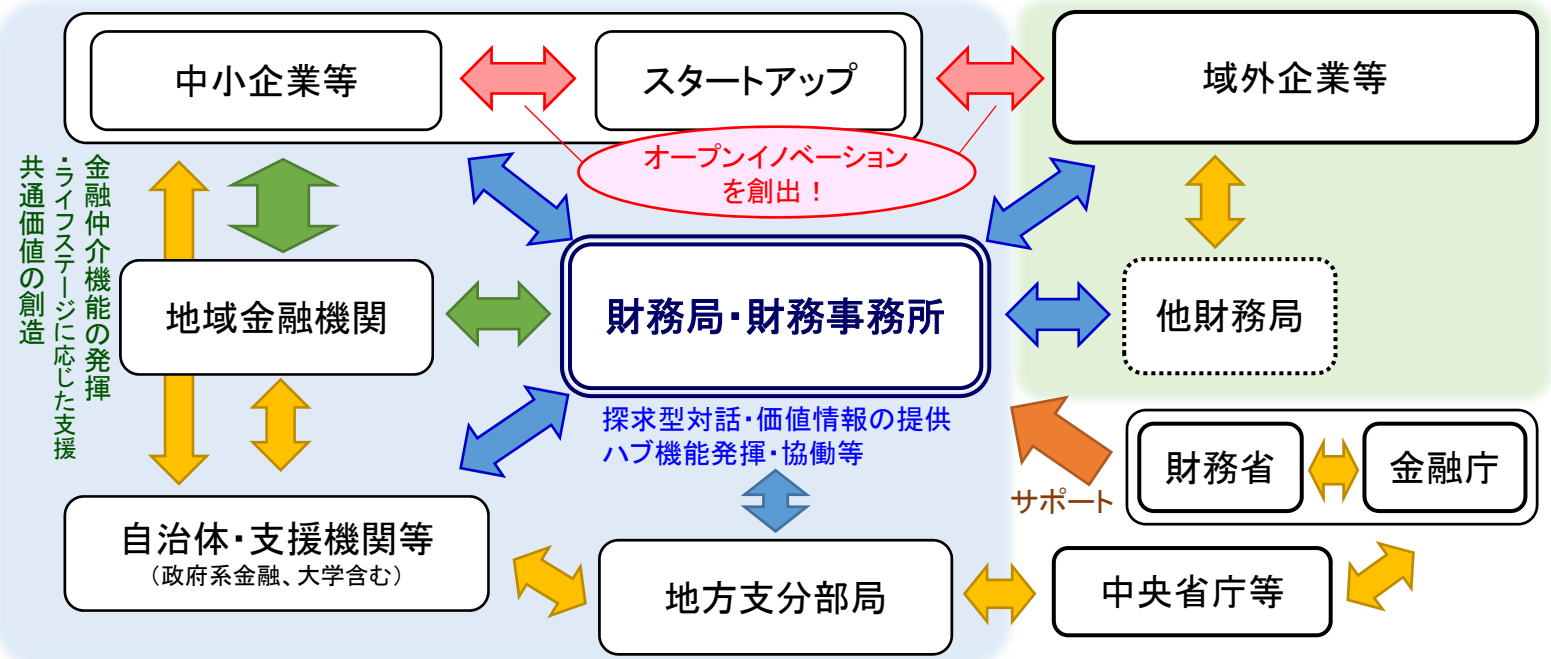 中小企業等
スタートアップ
域外企業等
オープンイノベーション
を創出！
金融仲介機能の発揮
・ライフステージに応じた支援
共通価値の創造
地域金融機関
財務局・財務事務所
他財務局
探求型対話・価値情報の提供
ハブ機能発揮・協働等
サポート
財務省
金融庁
自治体・支援機関等
（政府系金融、大学含む）
地方支分部局
中央省庁等